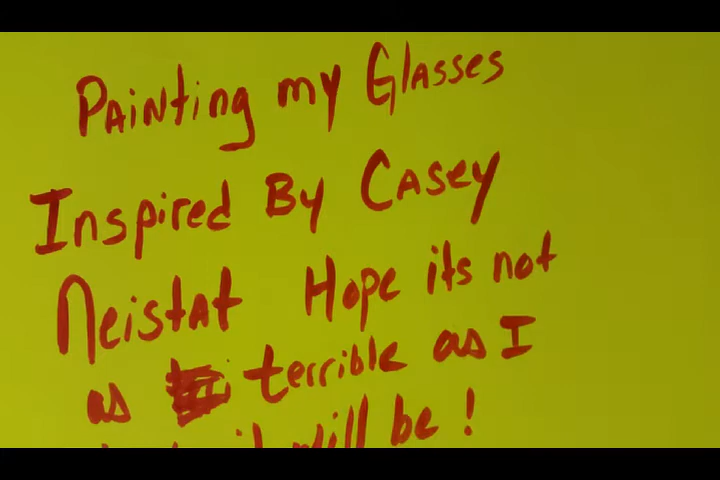 Painting my Glasses
Inspired By Casey
Neistat Hope its not
as terrible as I
will be!